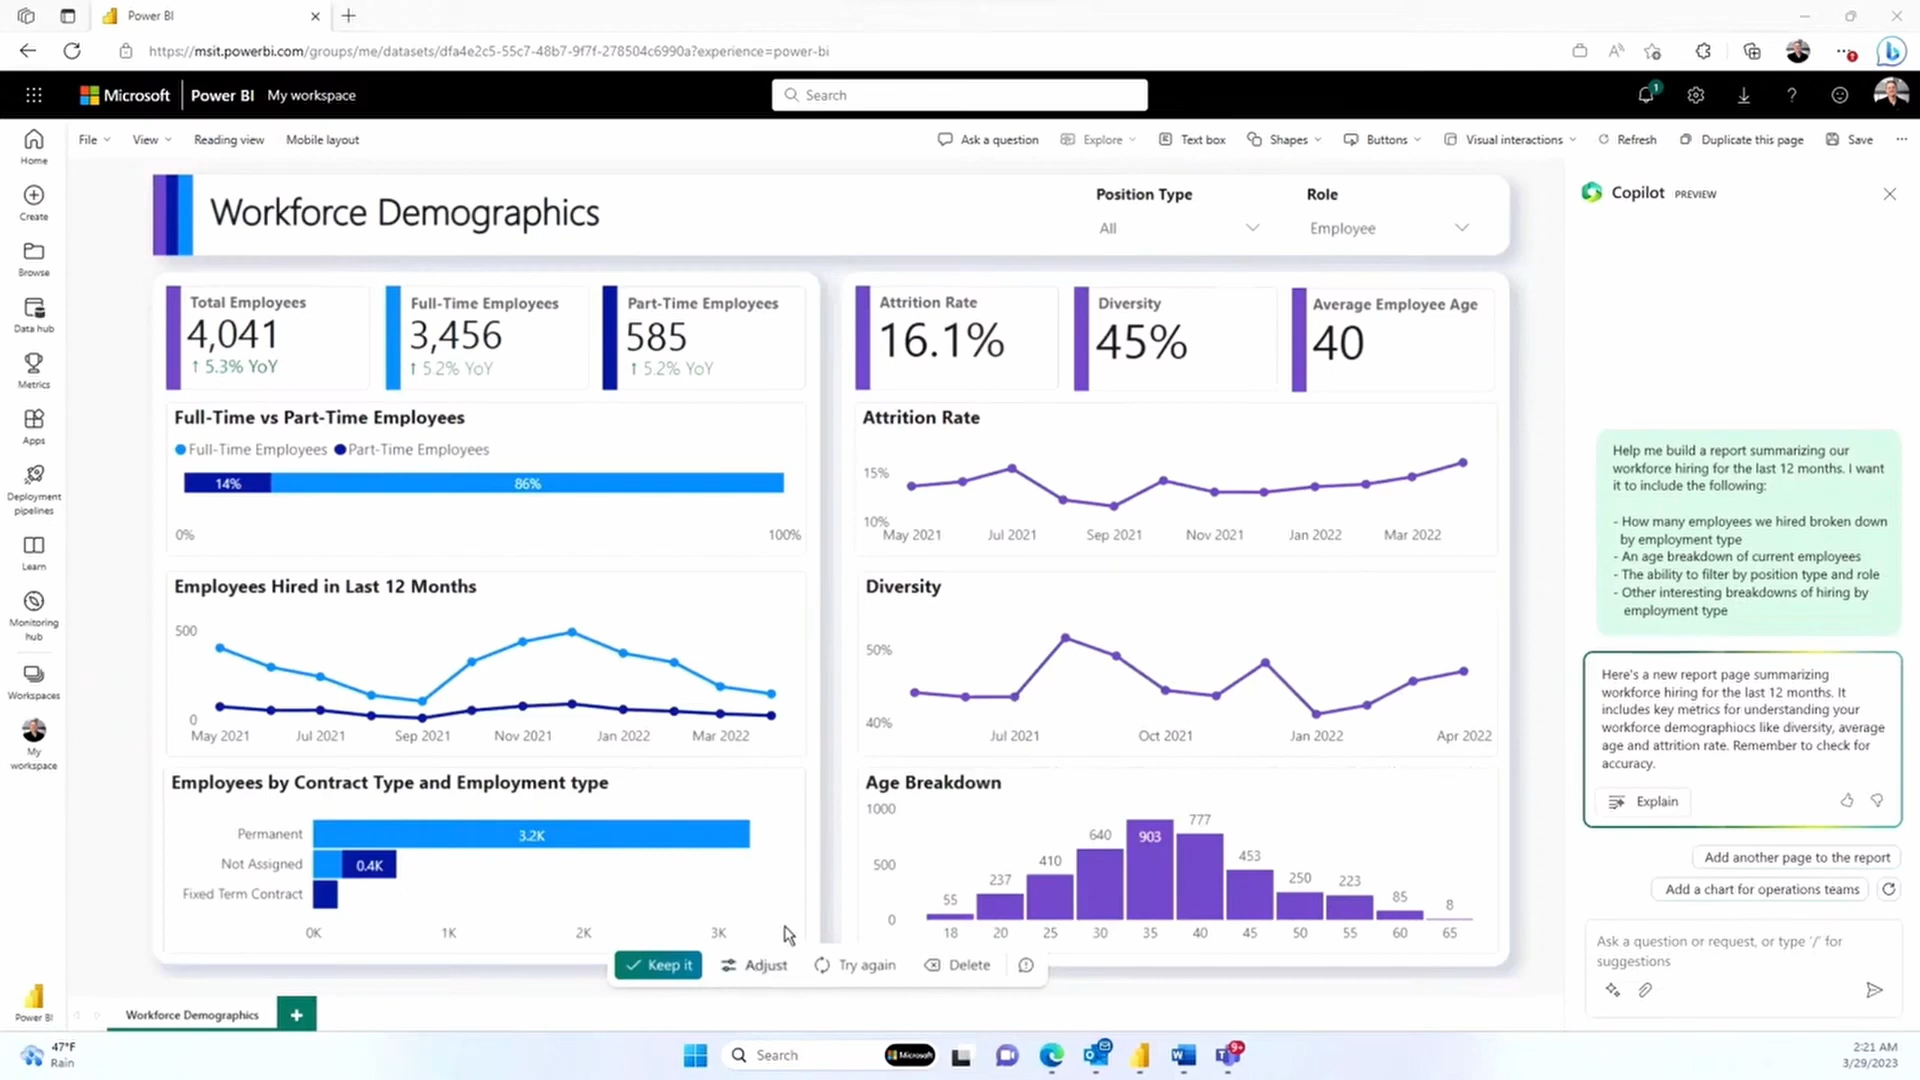 Power BI
https://msit.powerbi.com/groups/me/datasets/dfa4e2c5-55c7-48b7-9f7f-278504c6990a?experience=power-bi
Microsoft Power BI My workspace
Search
1
File View Reading view Mobile layout
Ask a question Explore Text box Shapes Buttons Visual interactions Refresh Duplicate this page Save
Home
Create
Browse
Data hub
Metrics
Apps
Deployment
pipelines
Learn
Monitoring
hub
Workspaces
My
workspace
Power BI
Workforce Demographics
Position Type
All
Role
Employee
Total Employees
4,041
↑ 5.3% YoY
Full-Time Employees
3,456
↑ 5.2% YoY
Part-Time Employees
585
↑ 5.2% YoY
Attrition Rate
16.1%
Diversity
45%
Average Employee Age
40
Full-Time vs Part-Time Employees
Full-Time Employees Part-Time Employees
14% 86%
0% 100%
Attrition Rate
15%
10%
May 2021 Jul 2021 Sep 2021 Nov 2021 Jan 2022 Mar 2022
Employees Hired in Last 12 Months
500
0
May 2021 Jul 2021 Sep 2021 Nov 2021 Jan 2022 Mar 2022
Diversity
50%
40%
Jul 2021 Oct 2021 Jan 2022 Apr 2022
Employees by Contract Type and Employment type
Permanent 3.2K
Not Assigned 0.4K
Fixed Term Contract
0K 1K 2K 3K
Age Breakdown
1000
500
0
55 237 410 640 903 777 453 250 223 85 8
18 20 25 30 35 40 45 50 55 60 65
Keep it Adjust Try again Delete
Workforce Demographics
Copilot PREVIEW
Help me build a report summarizing our
workforce hiring for the last 12 months. I want
it to include the following:
- How many employees we hired broken down
by employment type
- An age breakdown of current employees
- The ability to filter by position type and role
- Other interesting breakdowns of hiring by
employment type
Here's a new report page summarizing
workforce hiring for the last 12 months. It
includes key metrics for understanding your
workforce demographiocs like diversity, average
age and attrition rate. Remember to check for
accuracy.
Explain
Add another page to the report
Add a chart for operations teams
Ask a question or request, or type '/' for
suggestions
47°F
Rain
Search
Microsoft
9+
2:21 AM
3/29/2023